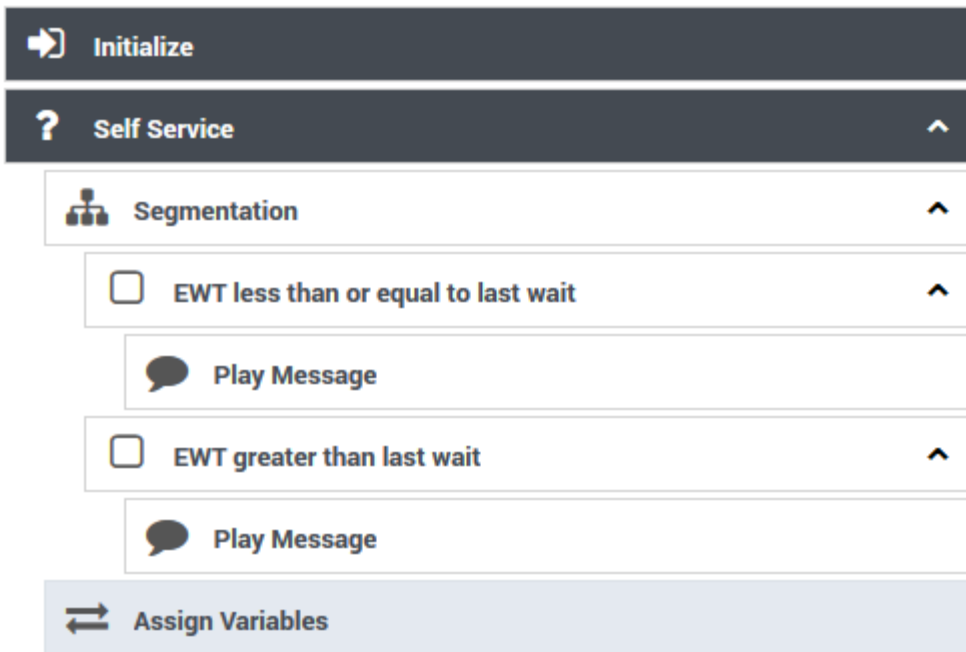 Initialize
Self Service
Segmentation
EWT less than or equal to last wait
Play Message
EWT greater than last wait
Play Message
Assign Variables